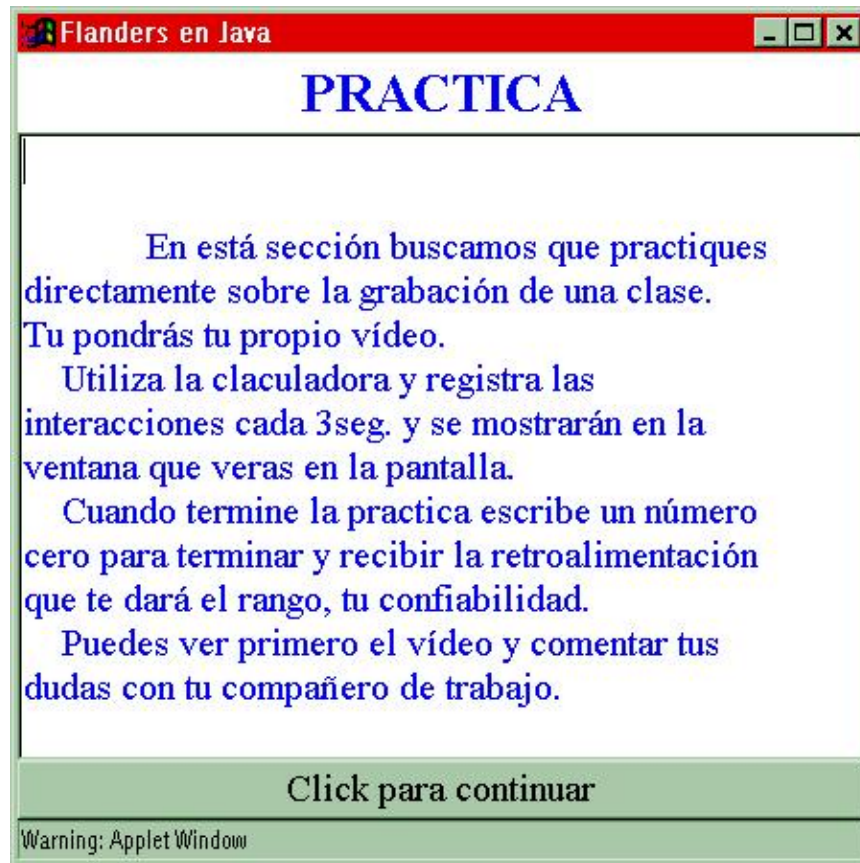 Flanders en Java
PRACTICA
En está sección buscamos que practiques
directamente sobre la grabación de una clase.
Tu pondrás tu propio vídeo.
Utiliza la claculadora y registra las
interacciones cada 3seg. y se mostrarán en la
ventana que veras en la pantalla.
Cuando termine la practica escribe un número
cero para terminar y recibir la retroalimentación
que te dará el rango, tu confiabilidad.
Puedes ver primero el vídeo y comentar tus
dudas con tu compañero de trabajo.
Click para continuar
Warning: Applet Window